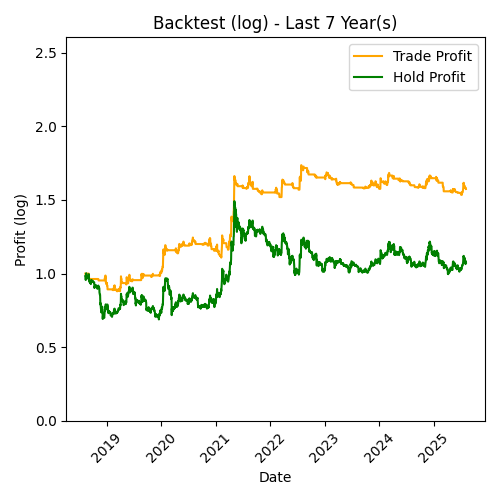 Backtest (log) - Last 7 Year(s)
Trade Profit
Hold Profit
Profit (log)
2.5
2.0
1.5
1.0
0.5
0.0
2019
2020
2021
2022
2023
2024
2025
Date